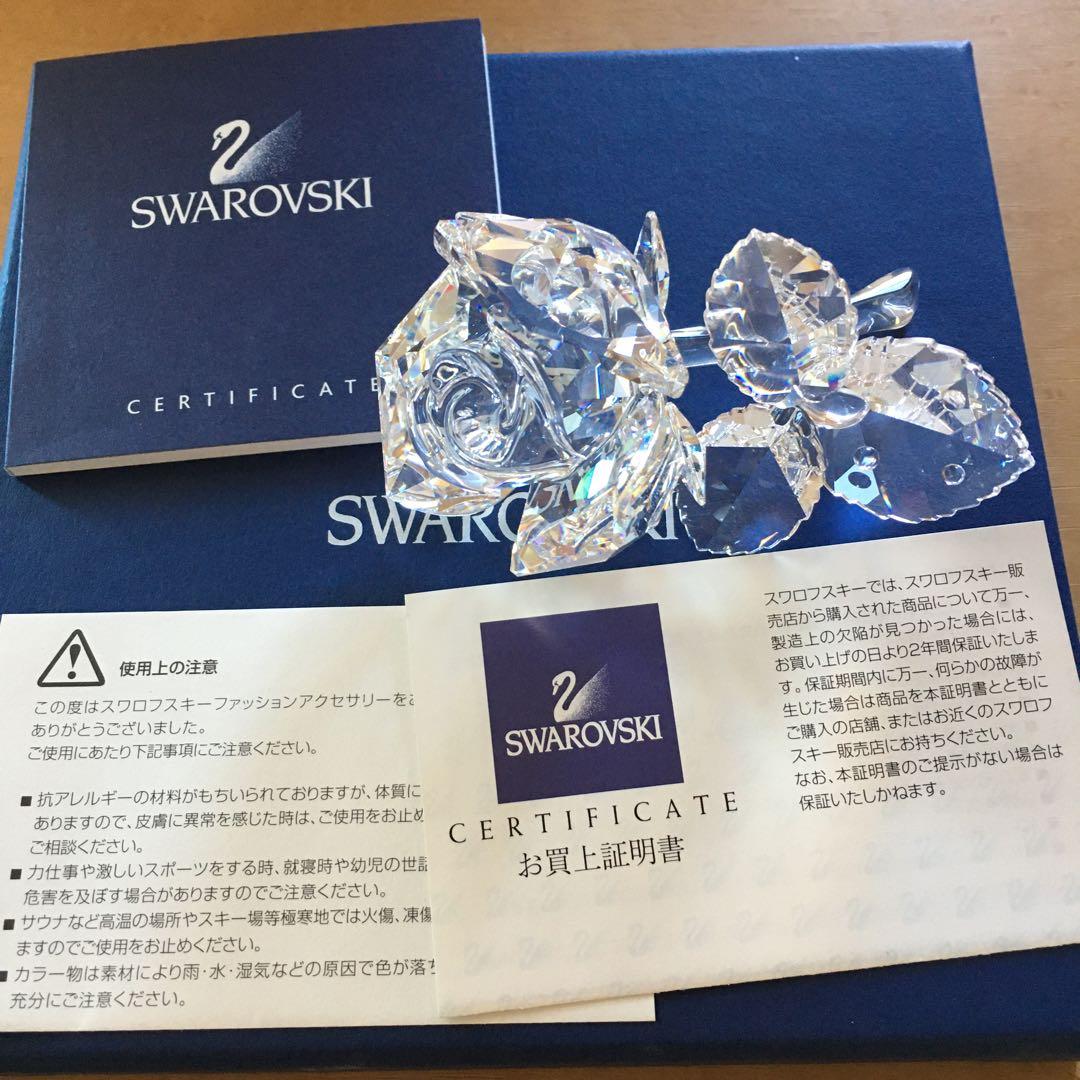 SWAROVSKI
CERTIFICATE
SWAR
KI
使用上の注意
この度はスワロフスキーファッションアクセサリーを
ありがとうございました。
ご使用にあたり下記事項にご注意ください。
■ 抗アレルギーの材料がもちいられておりますが、体質に
ありますので、皮膚に異常を感じた時は、ご使用をお止め
ご相談ください。
■ 力仕事や激しいスポーツをする時、就寝時や幼児の世話
危害を及ぼす場合がありますのでご注意ください。
■ サウナなど高温の場所やスキー場等極寒地では火傷、凍傷
ますのでご使用をお止めください。
■ カラー物は素材により雨・水・湿気などの原因で色が落ち
充分にご注意ください。
SWAROVSKI
CERTIFICATE
お買上証明書
スワロフスキーでは、スワロフスキー販
売店から購入された商品について万一、
製造上の欠陥が見つかった場合には、
お買い上げの日より2年間保証いたしま
す。保証期間内に万一、何らかの故障が
生じた場合は商品を本証明書とともに
ご購入の店舗、またはお近くのスワロフ
スキー販売店にお持ちください。
なお、本証明書のご提示がない場合は
保証いたしかねます。